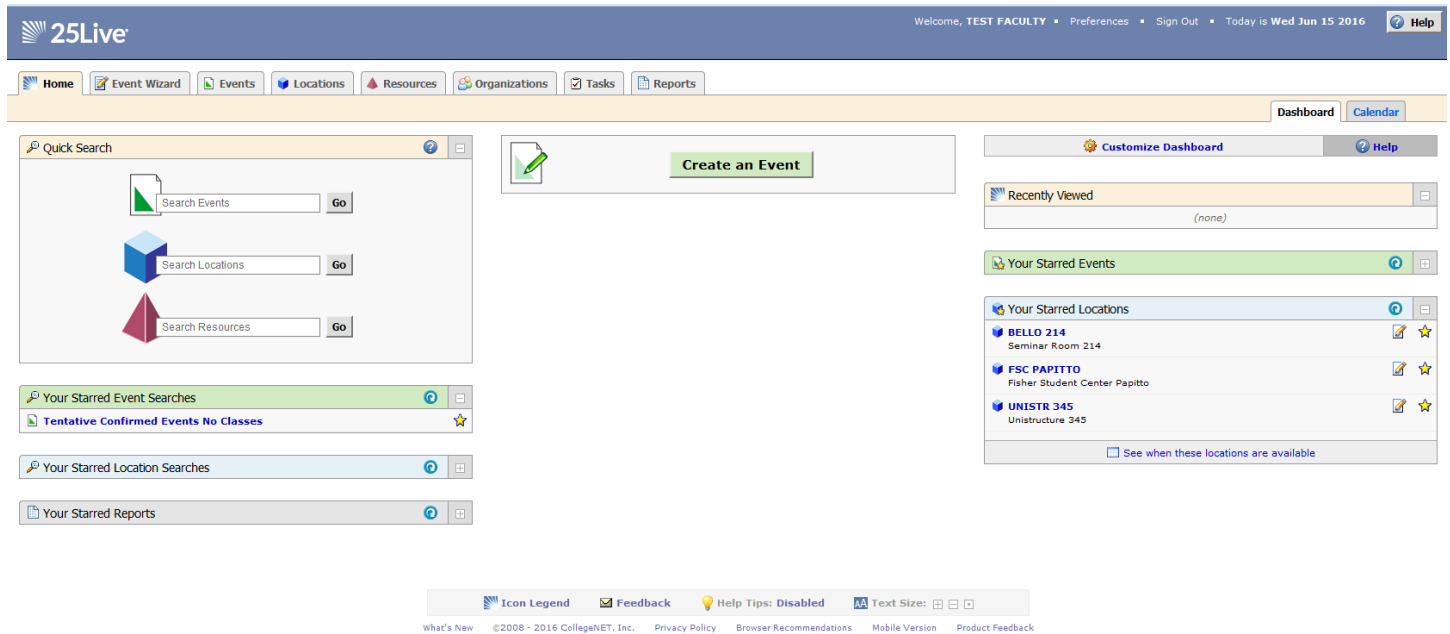 25Live
Welcome, TEST FACULTY ▪ Preferences ▪ Sign Out ▪ Today is Wed Jun 15 2016
Help
Home
Event Wizard
Events
Locations
Resources
Organizations
Tasks
Reports
Dashboard
Calendar
Quick Search
Search Events
Go
Search Locations
Go
Search Resources
Go
Your Starred Event Searches
Tentative Confirmed Events No Classes
Your Starred Location Searches
Your Starred Reports
Create an Event
Customize Dashboard
Help
Recently Viewed
(none)
Your Starred Events
Your Starred Locations
BELLO 214
Seminar Room 214
FSC PAPITTO
Fisher Student Center Papitto
UNISTR 345
Unistructure 345
See when these locations are available
Icon Legend
Feedback
Help Tips: Disabled
AA Text Size:
What's New ©2008 - 2016 CollegeNET, Inc. Privacy Policy Browser Recommendations Mobile Version Product Feedback